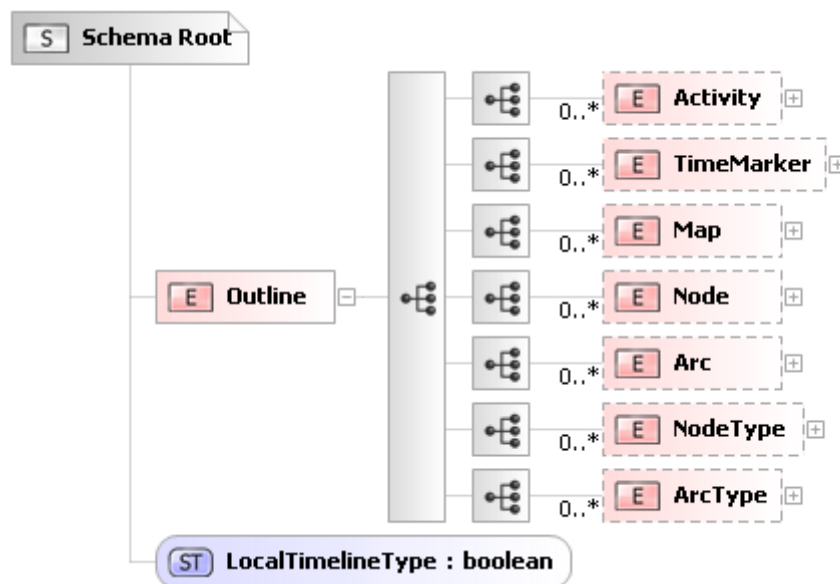 S Schema Root
E Activity
0..*
E TimeMarker
0..*
E Map
0..*
E Outline
E Node
0..*
E Arc
0..*
E NodeType
0..*
E ArcType
0..*
ST LocalTimelineType : boolean